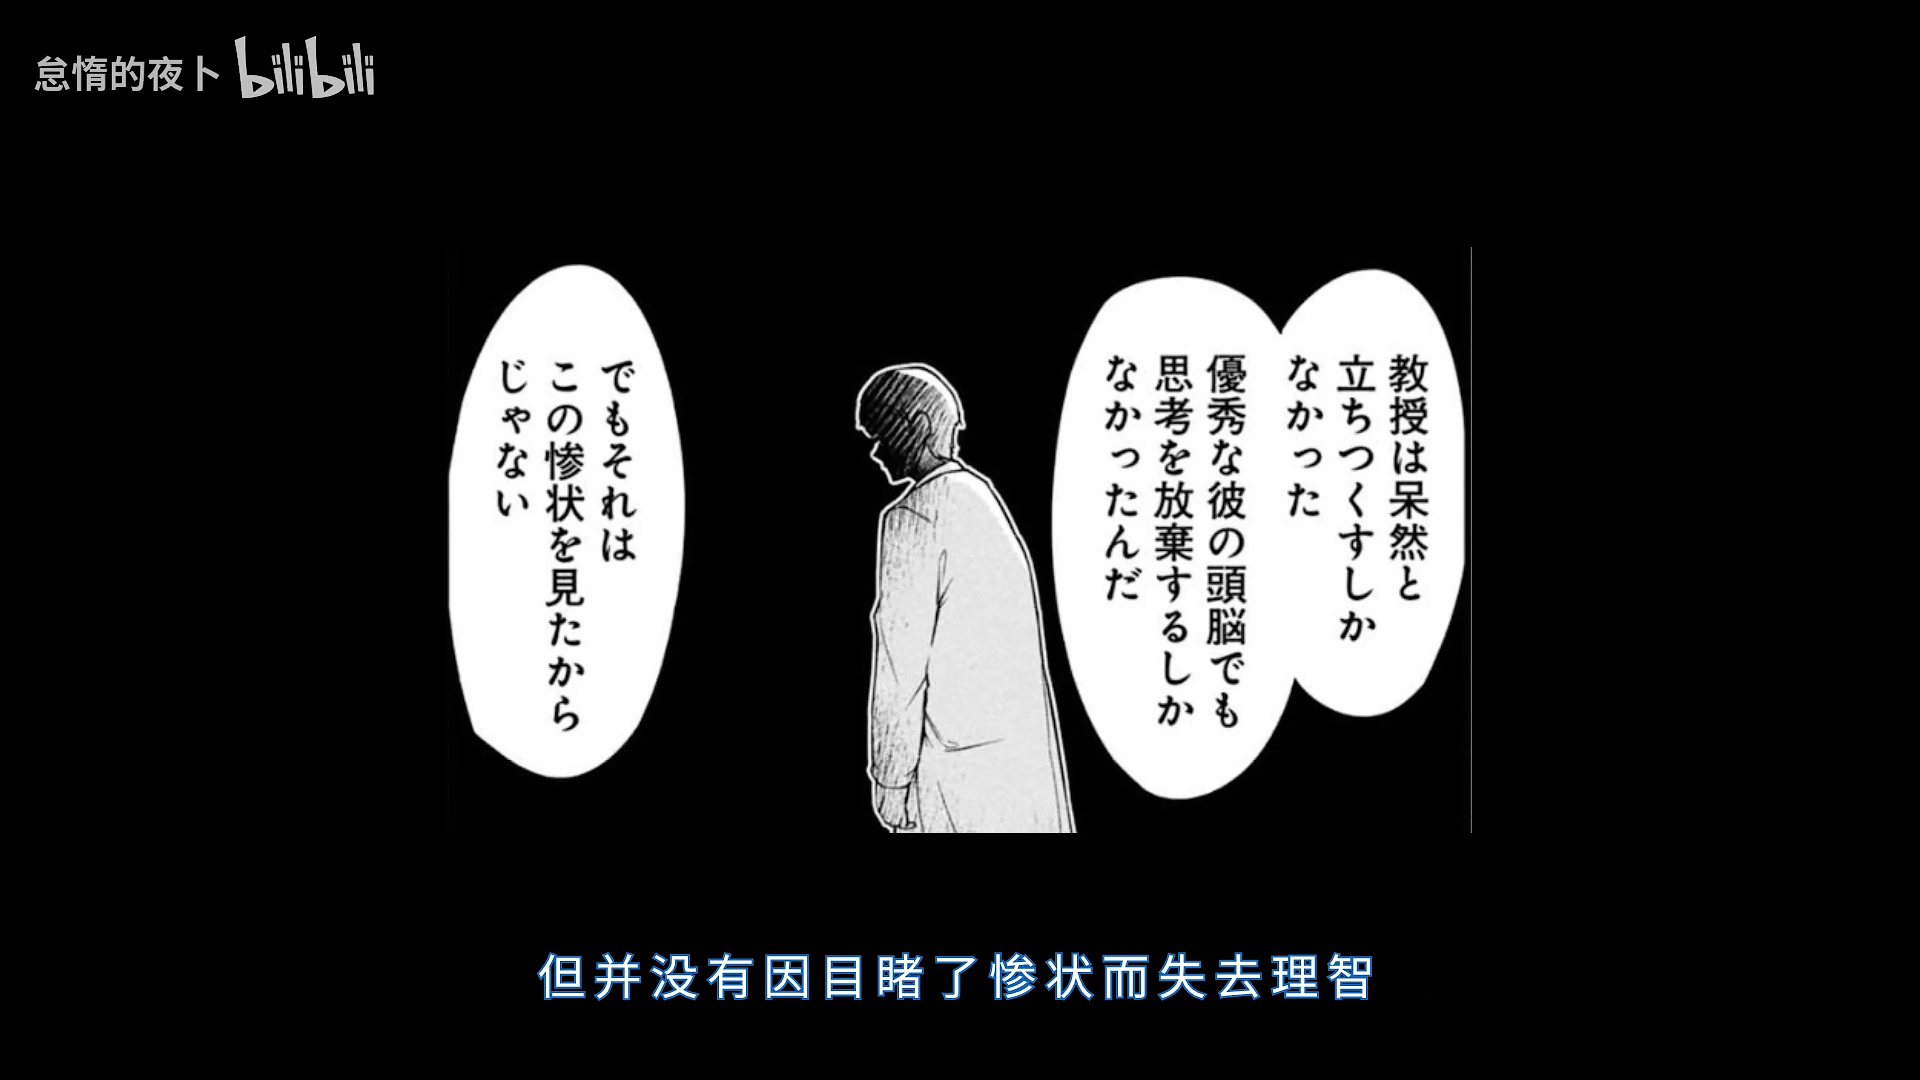 怠惰的夜卜 bilibili
教授は呆然と
立ちつくすしか
なかった
優秀な彼の頭脳でも
思考を放棄するしか
なかったんだ
でもそれは
この惨状を見たから
じゃない
但并没有因目睹了惨状而失去理智